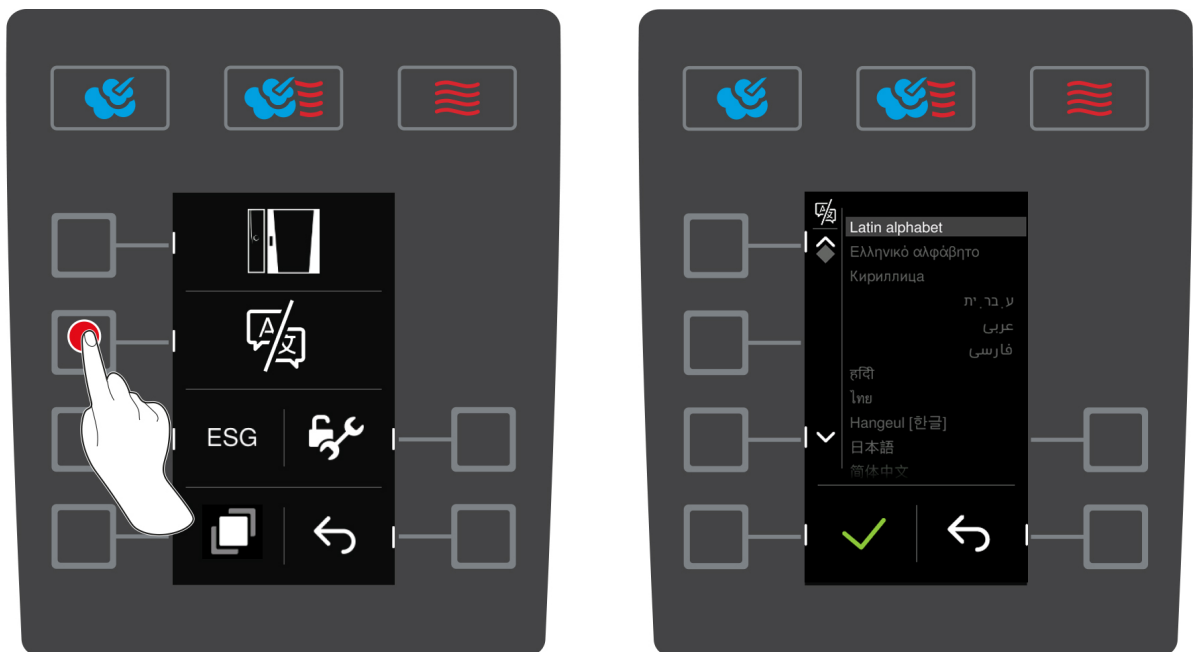 ESG
Latin alphabet
Ελληνικό αλφάβητο
Кириллица
ע ִבר ִית
عربى
فارسى
हिंदी
ไทย
Hangeul [한글]
日本語
简体中文